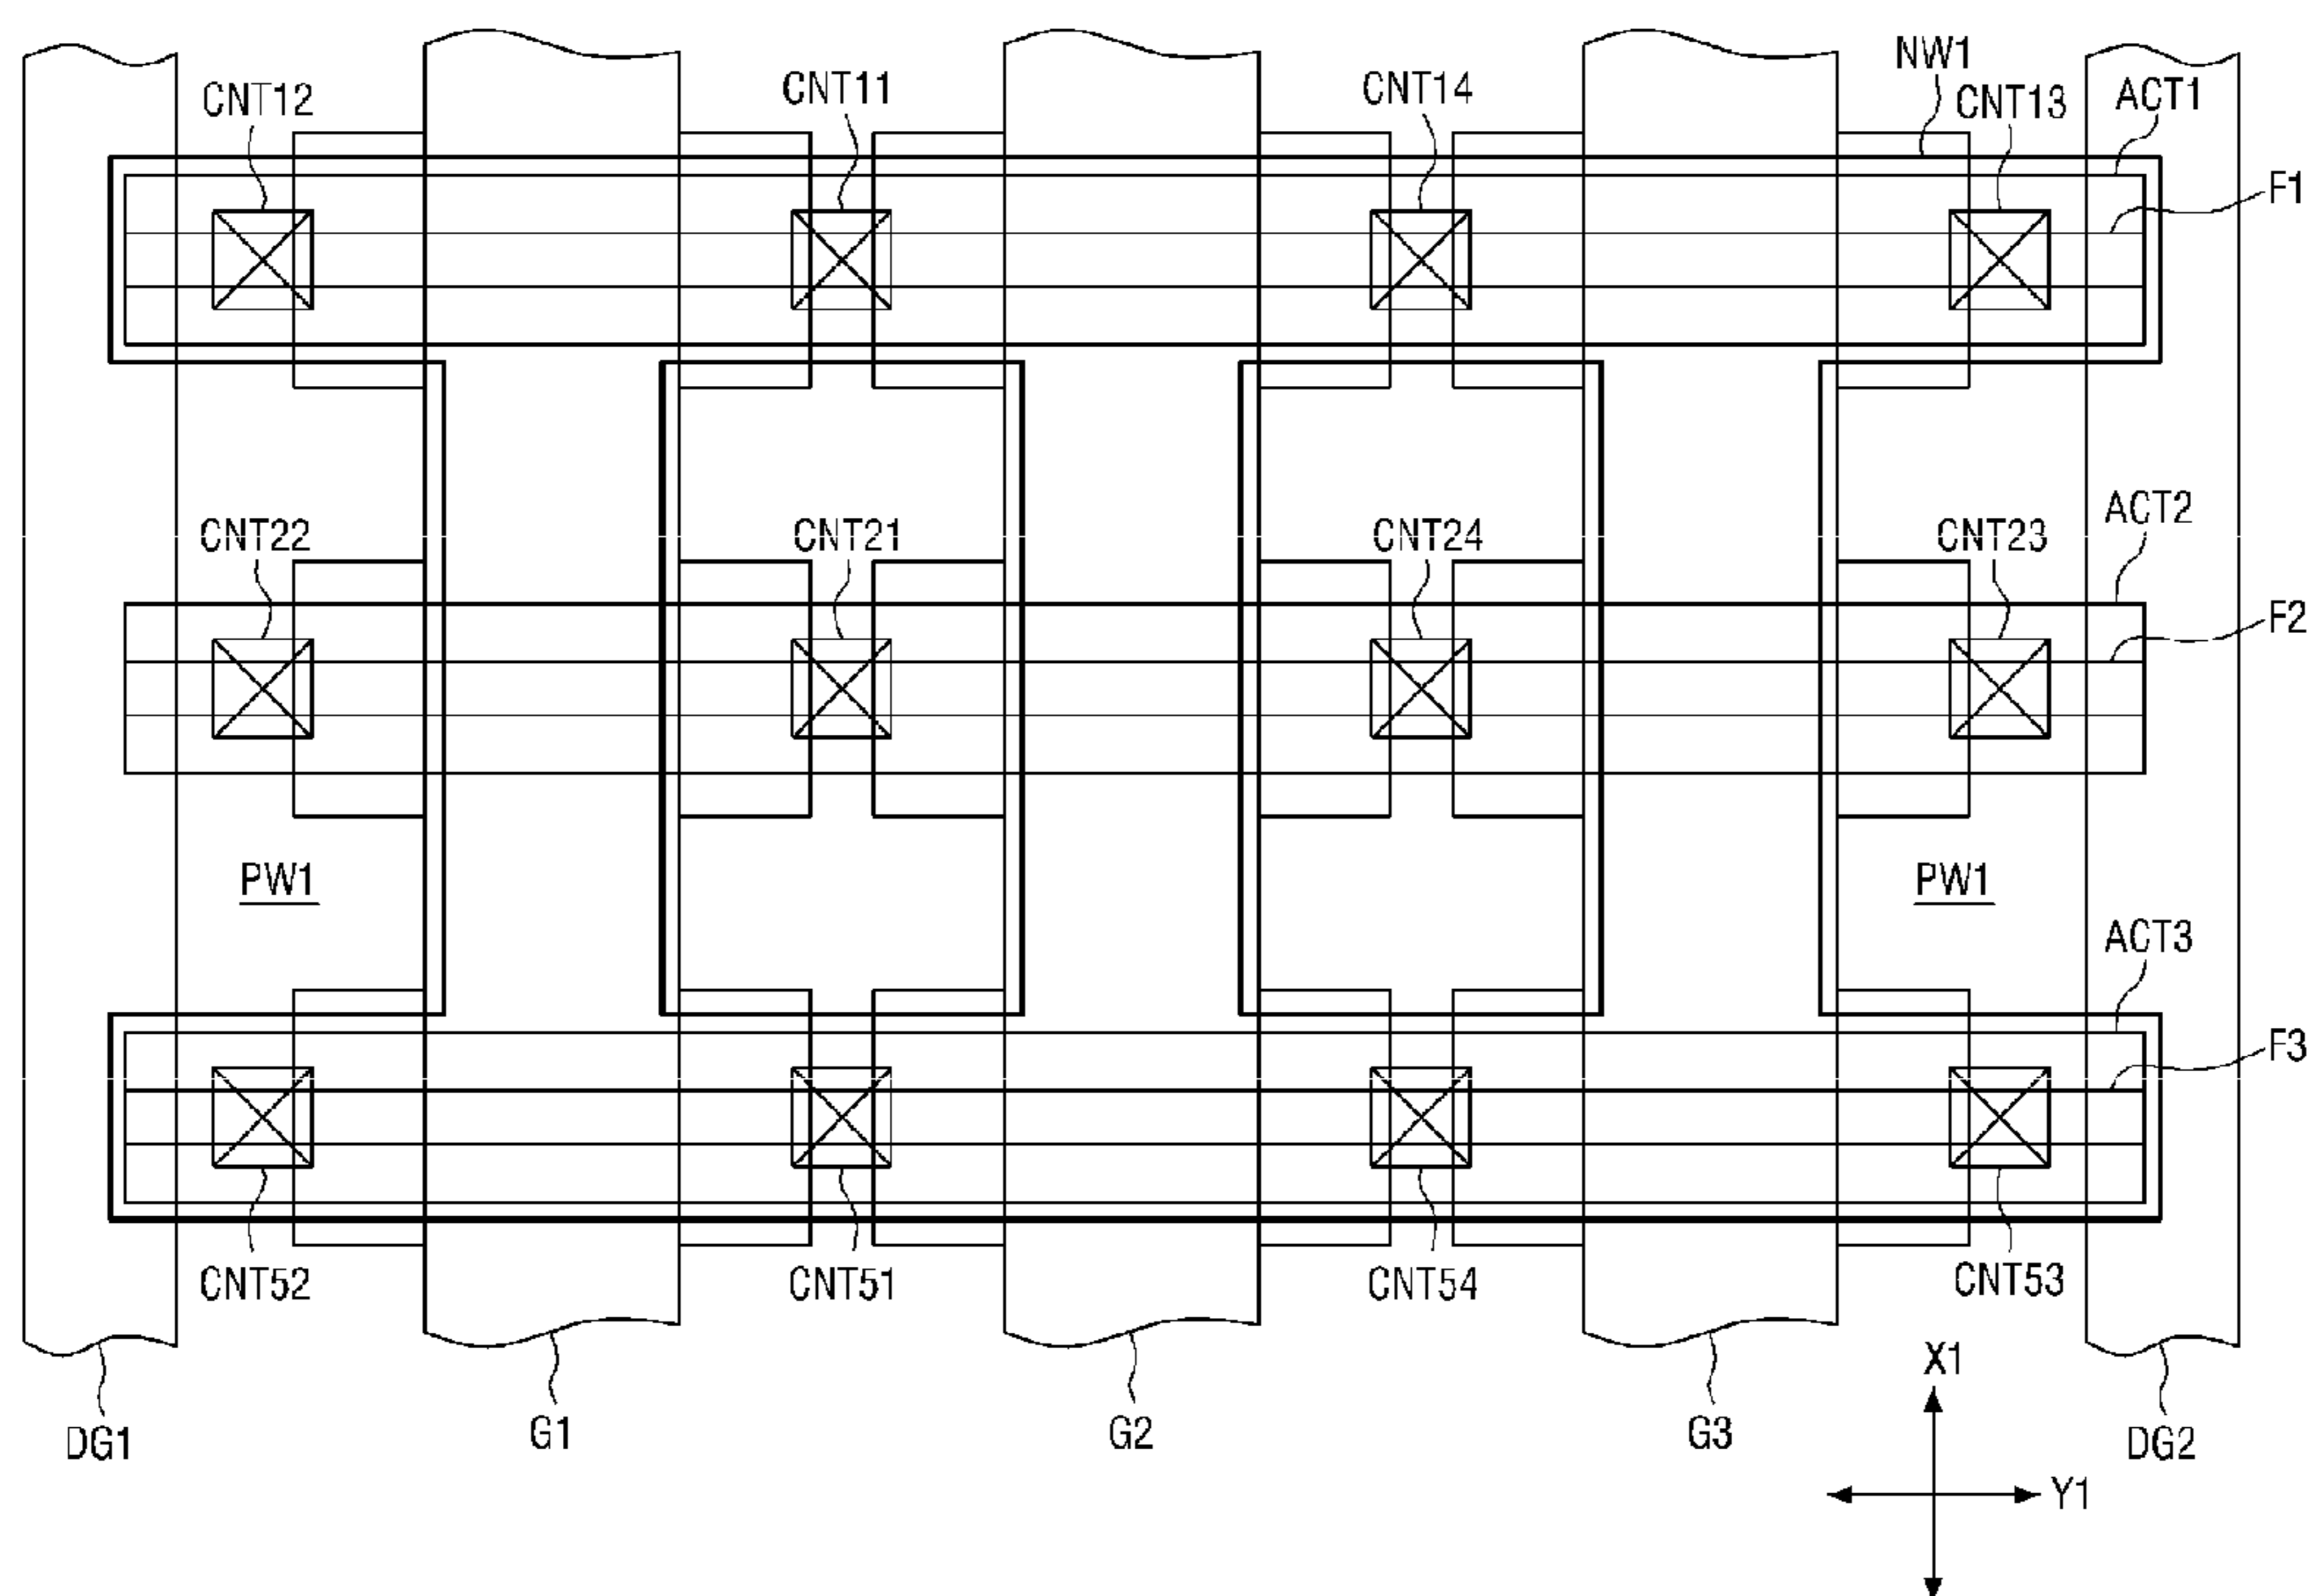 NW1
CNT12
CNT11
CNT14
CNT13
ACT1
F1
CNT22
CNT21
CNT24
CNT23
ACT2
F2
PW1
PW1
ACT3
F3
CNT52
CNT51
CNT54
CNT53
DG1
G1
G2
G3
DG2
X1
Y1